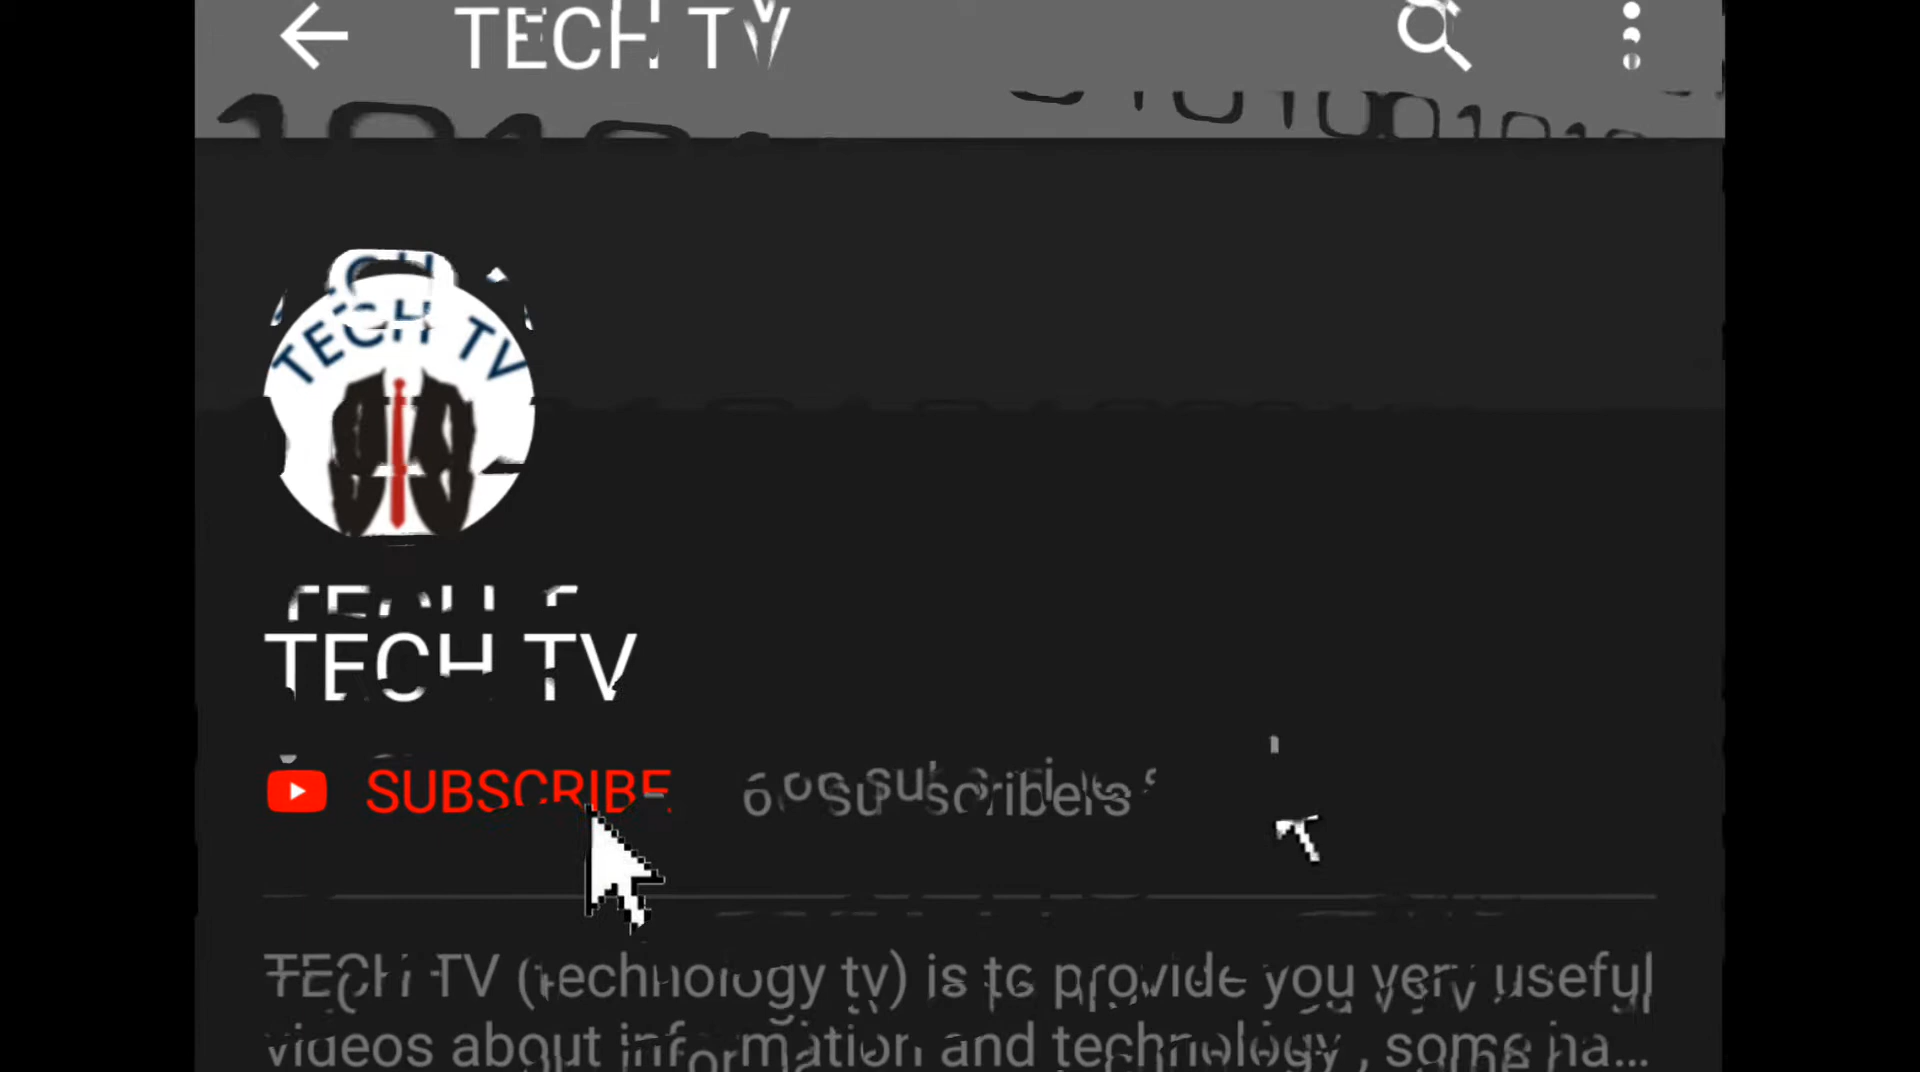 TECH TV
TECH TV
TECH TV
SUBSCRIBE
subscribers
TECH TV (technology tv) is to provide you very useful
videos about information and technology , some ha...